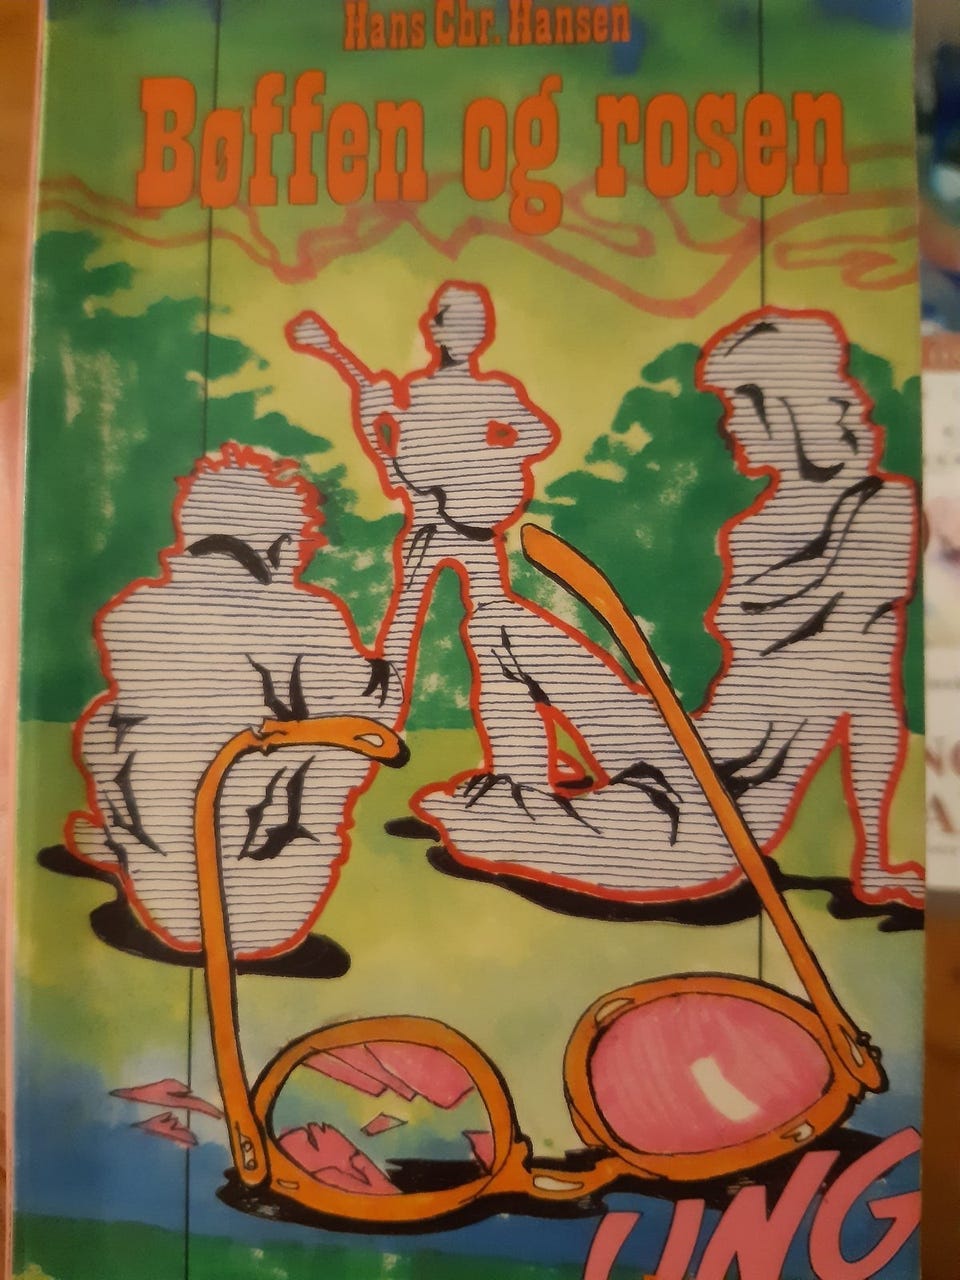 Hans Chr. Hansen
Bøffen og rosen
UNG